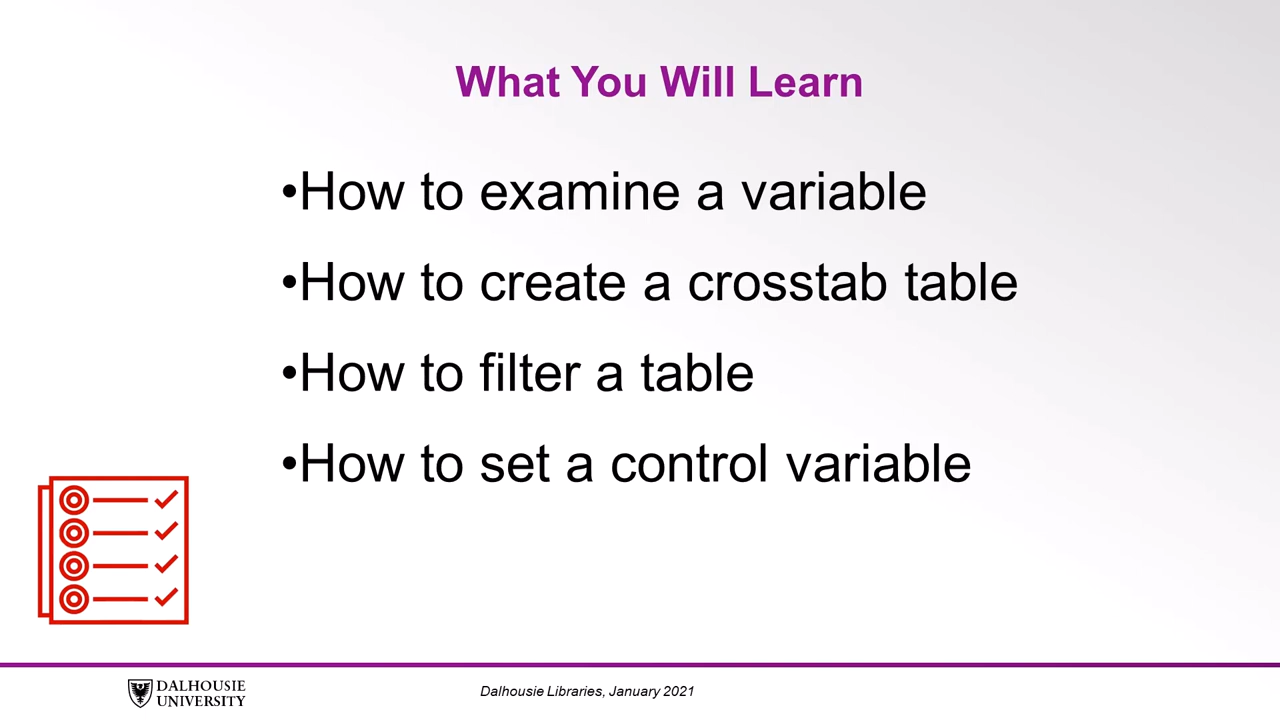 What You Will Learn
•How to examine a variable
•How to create a crosstab table
•How to filter a table
•How to set a control variable
DALHOUSIE
UNIVERSITY
Dalhousie Libraries, January 2021